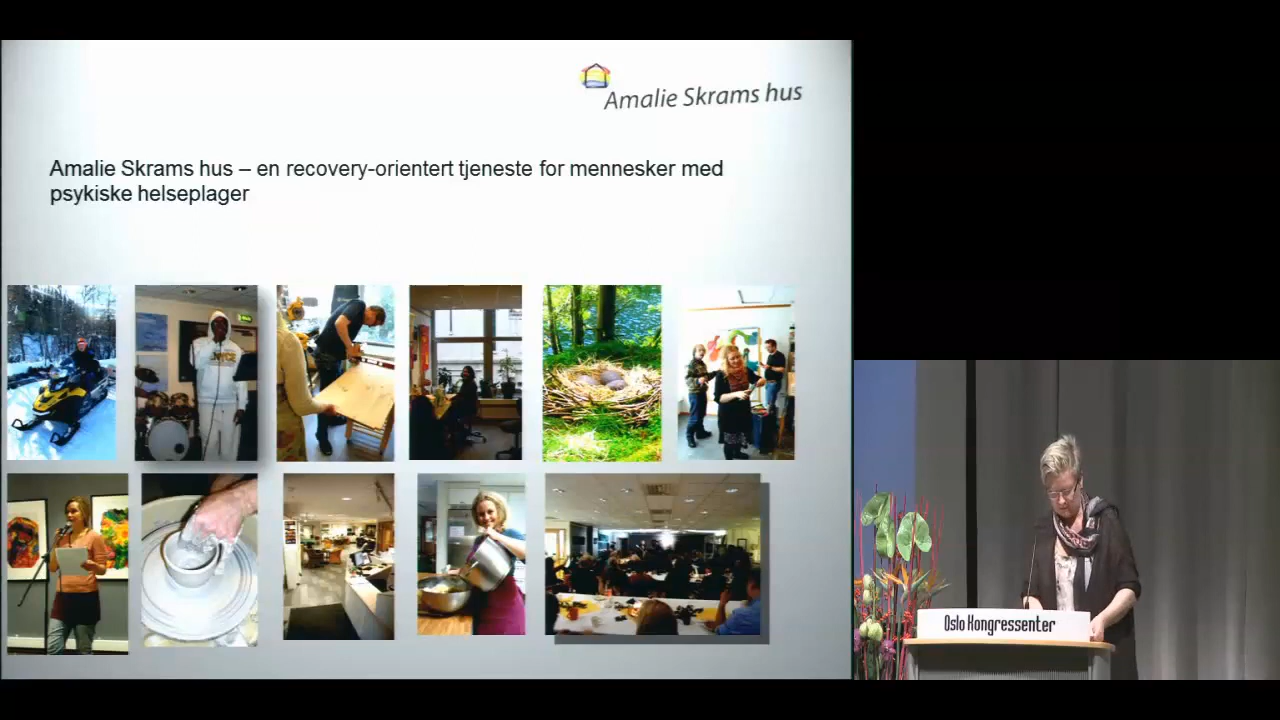 Amalie Skrams hus
Amalie Skrams hus – en recovery-orientert tjeneste for mennesker med
psykiske helseplager
Oslo Kongressenter